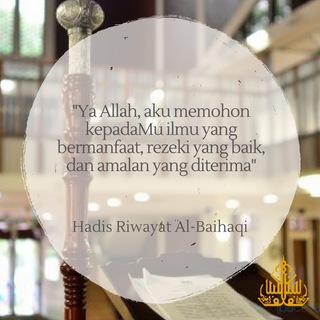 "Ya Allah, aku memohon
kepadaMu ilmu yang
bermanfaat, rezeki yang baik,
dan amalan yang diterima"
Hadis Riwayat Al-Baihaqi